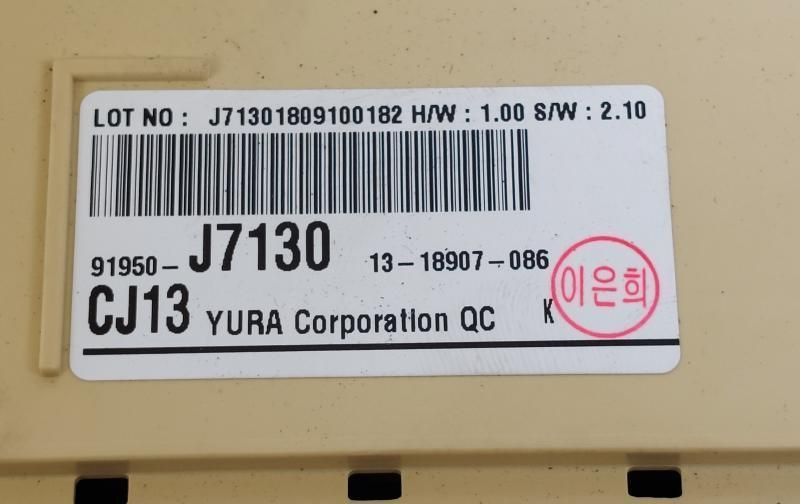 LOT NO : J71301809100182 H/W : 1.00 S/W : 2.10
91950-J7130 13-18907-086
CJ13 YURA Corporation QC K
이은희